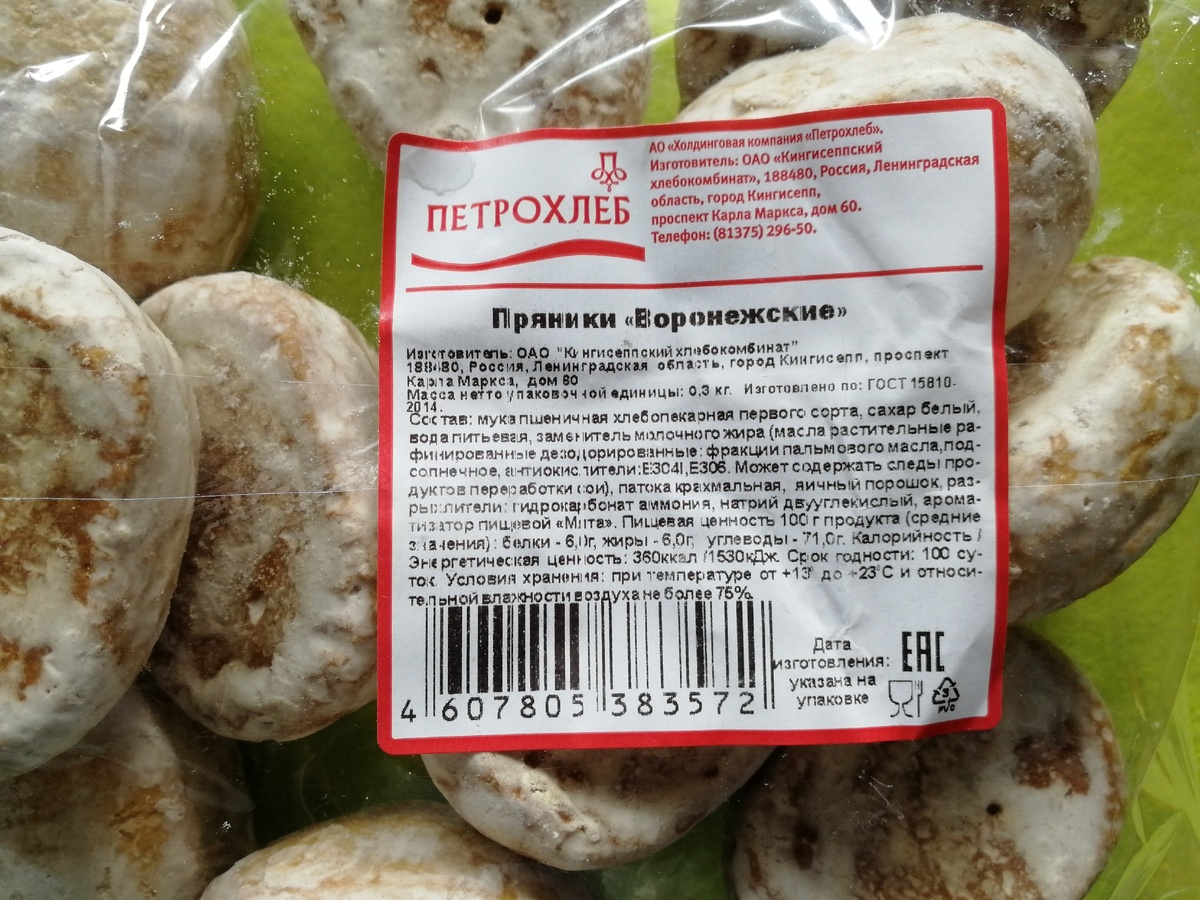 ПЕТРОХЛЕБ
АО «Холдинговая компания «Петрохлеб».
Изготовитель: ОАО «Кингисеппский
хлебокомбинат», 188480, Россия, Ленинградская
область, город Кингисепп,
проспект Карла Маркса, дом 60.
Телефон: (81375) 296-50.
Пряники «Воронежские»
Изготовитель: ОАО "Кингисеппский хлебокомбинат"
188480, Россия, Ленинградская область, город Кингисепп, проспект
Карла Маркса, дом 60
Масса нетто упаковочной единицы: 0,3 кг. Изготовлено по: ГОСТ 15810-
2014.
Состав: мука пшеничная хлебопекарная первого сорта, сахар белый,
вода питьевая, заменитель молочного жира (масла растительные ра-
финированные дезодорированные: фракции пальмового масла, под-
солнечное, антиокислители: Е304i, Е306. Может содержать следы про-
дуктов переработки сои), патока крахмальная, яичный порошок, раз-
рыхлители: гидрокарбонат аммония, натрий двууглекислый, арома-
тизатор пищевой «Мята». Пищевая ценность 100 г продукта (средние
значения): белки - 6,0г, жиры - 6,0г, углеводы - 71,0г. Калорийность /
Энергетическая ценность: 360ккал /1530кДж. Срок годности: 100 су-
ток. Условия хранения: при температуре от +13° до +23°С и относи-
тельной влажности воздуха не более 75%.
4 607805 383572
Дата
изготовления:
указана на
упаковке
ЕАС
3
PVC